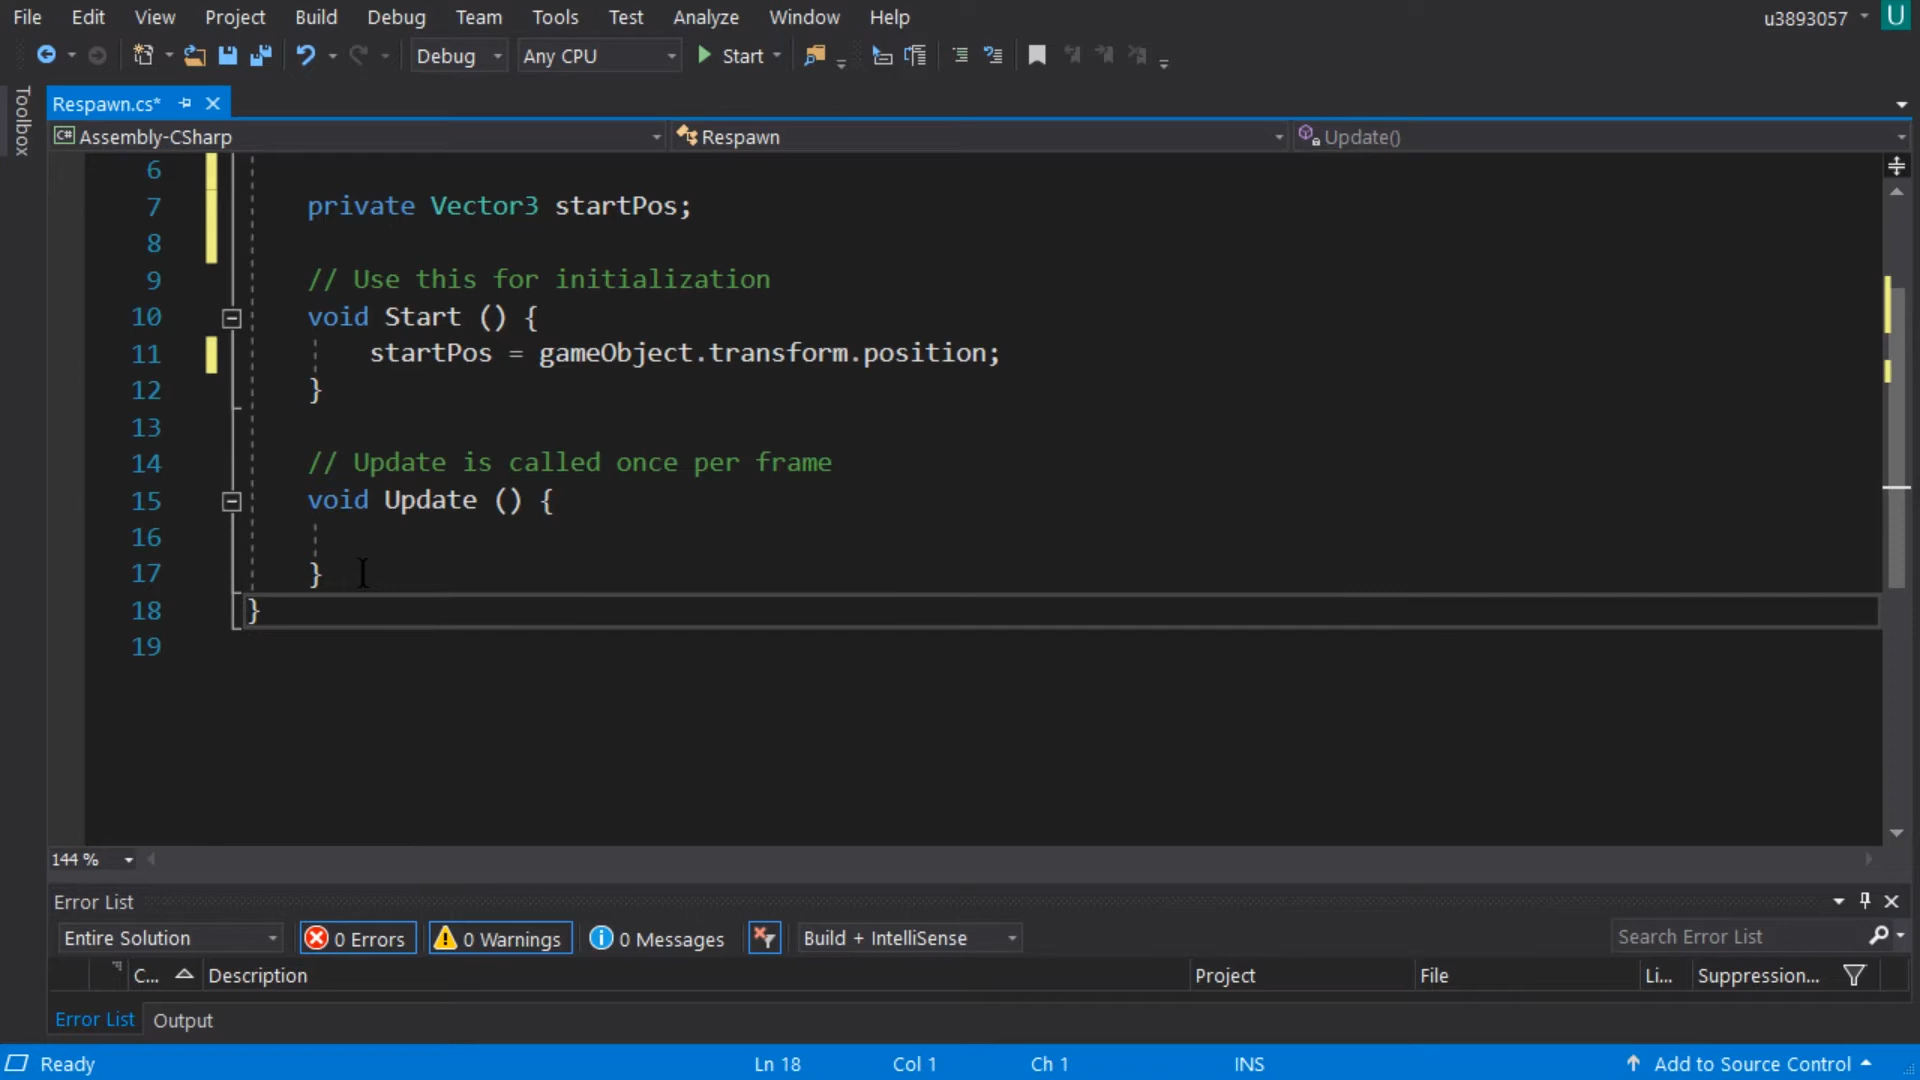 File Edit View Project Build Debug Team Tools Test Analyze Window Help u3893057 U
Debug Any CPU Start
Toolbox
Respawn.cs*
C# Assembly-CSharp Respawn Update()
6
7 private Vector3 startPos;
8
9 // Use this for initialization
10 void Start () {
11 startPos = gameObject.transform.position;
12 }
13
14 // Update is called once per frame
15 void Update () {
16
17 }
18 }
19
144 %
Error List
Entire Solution 0 Errors 0 Warnings 0 Messages Build + IntelliSense Search Error List
C... Description Project File Li... Suppression...
Error List Output
Ready Ln 18 Col 1 Ch 1 INS Add to Source Control